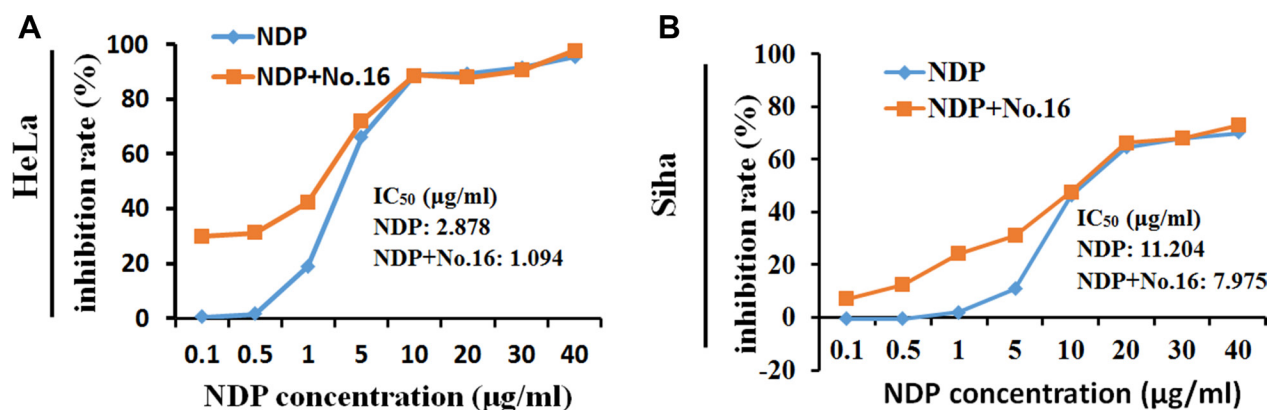 A
HeLa
inhibition rate (%)
100
80
60
40
20
0
NDP
NDP+No.16
IC₅₀ (μg/ml)
NDP: 2.878
NDP+No.16: 1.094
0.1 0.5 1 5 10 20 30 40
NDP concentration (μg/ml)
B
Siha
inhibition rate (%)
100
80
60
40
20
0
-20
NDP
NDP+No.16
IC₅₀ (μg/ml)
NDP: 11.204
NDP+No.16: 7.975
0.1 0.5 1 5 10 20 30 40
NDP concentration (μg/ml)